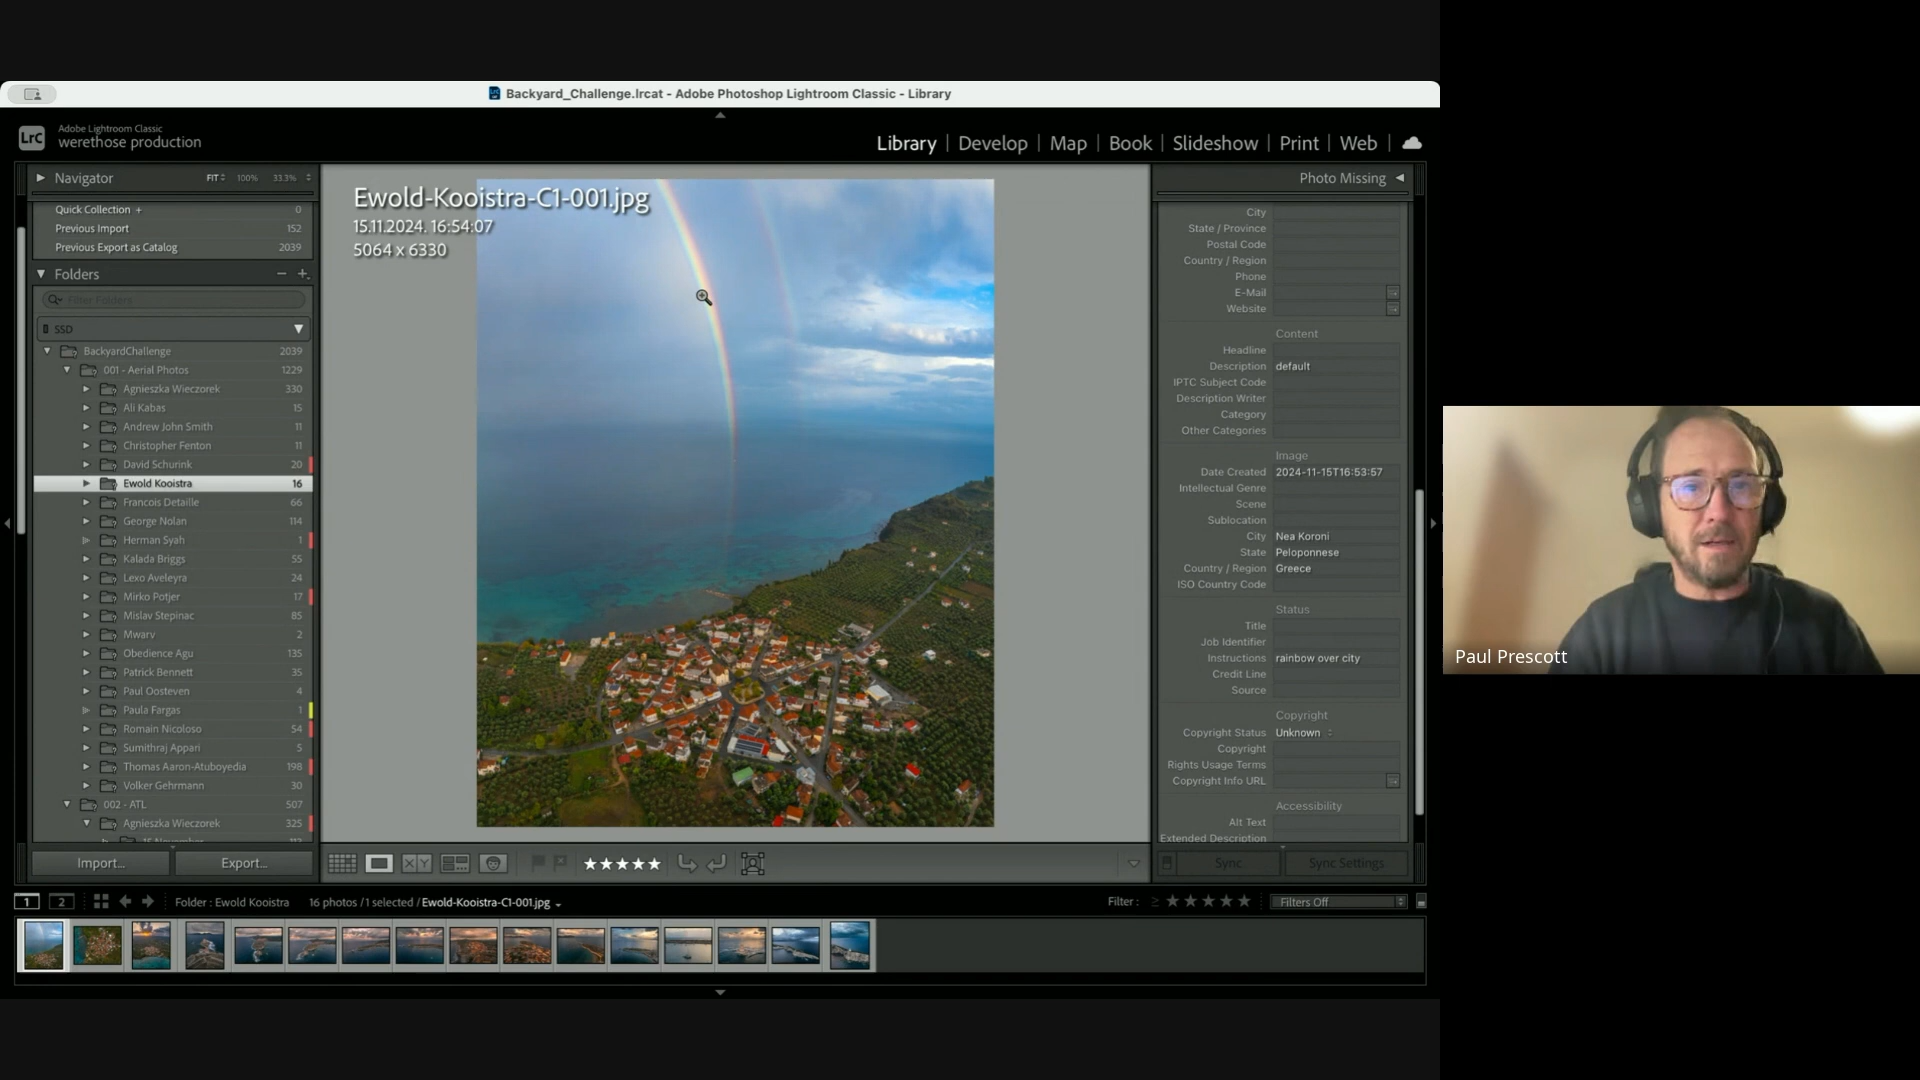 Backyard_Challenge.lrcat - Adobe Photoshop Lightroom Classic - Library
LrC
Adobe Lightroom Classic
werethose production
Library | Develop | Map | Book | Slideshow | Print | Web |
Navigator
FIT 100% 33.3%
Quick Collection + 0
Previous Import 152
Previous Export as Catalog 2039
Folders
Filter Folders
SSD
BackyardChallenge 2039
001 - Aerial Photos 1229
Agnieszka Wieczorek 330
Ali Kabas 15
Andrew John Smith 11
Christopher Fenton 11
David Schurink 20
Ewold Kooistra 16
Francois Detaille 66
George Nolan 114
Herman Syah 1
Kalada Briggs 55
Lexo Aveleyra 24
Mirko Potjer 17
Mislav Stepinac 85
Mwarv 2
Obedience Agu 135
Patrick Bennett 35
Paul Oosteven 4
Paula Fargas 1
Romain Nicoloso 54
Sumithraj Appari 5
Thomas Aaron-Atuboyedia 198
Volker Gehrmann 30
002 - ATL 507
Agnieszka Wieczorek 325
Import...
Export...
Ewold-Kooistra-C1-001.jpg
15.11.2024. 16:54:07
5064 x 6330
Photo Missing
City
State / Province
Postal Code
Country / Region
Phone
E-Mail
Website
Content
Headline
Description default
IPTC Subject Code
Description Writer
Category
Other Categories
Image
Date Created 2024-11-15T16:53:57
Intellectual Genre
Scene
Sublocation
City Nea Koroni
State Peloponnese
Country / Region Greece
ISO Country Code
Status
Title
Job Identifier
Instructions rainbow over city
Credit Line
Source
Copyright
Copyright Status Unknown
Copyright
Rights Usage Terms
Copyright Info URL
Accessibility
Alt Text
Extended Description
Sync
Sync Settings
X Y
1 2
Folder : Ewold Kooistra
16 photos / 1 selected / Ewold-Kooistra-C1-001.jpg
Filter :
Filters Off
Paul Prescott